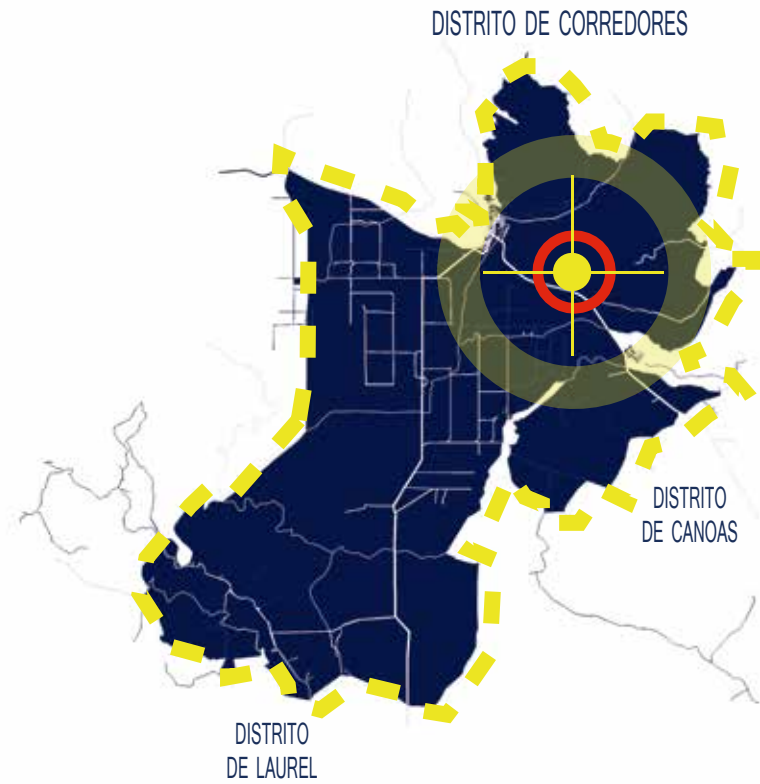 DISTRITO DE CORREDORES
DISTRITO
DE CANOAS
DISTRITO
DE LAUREL